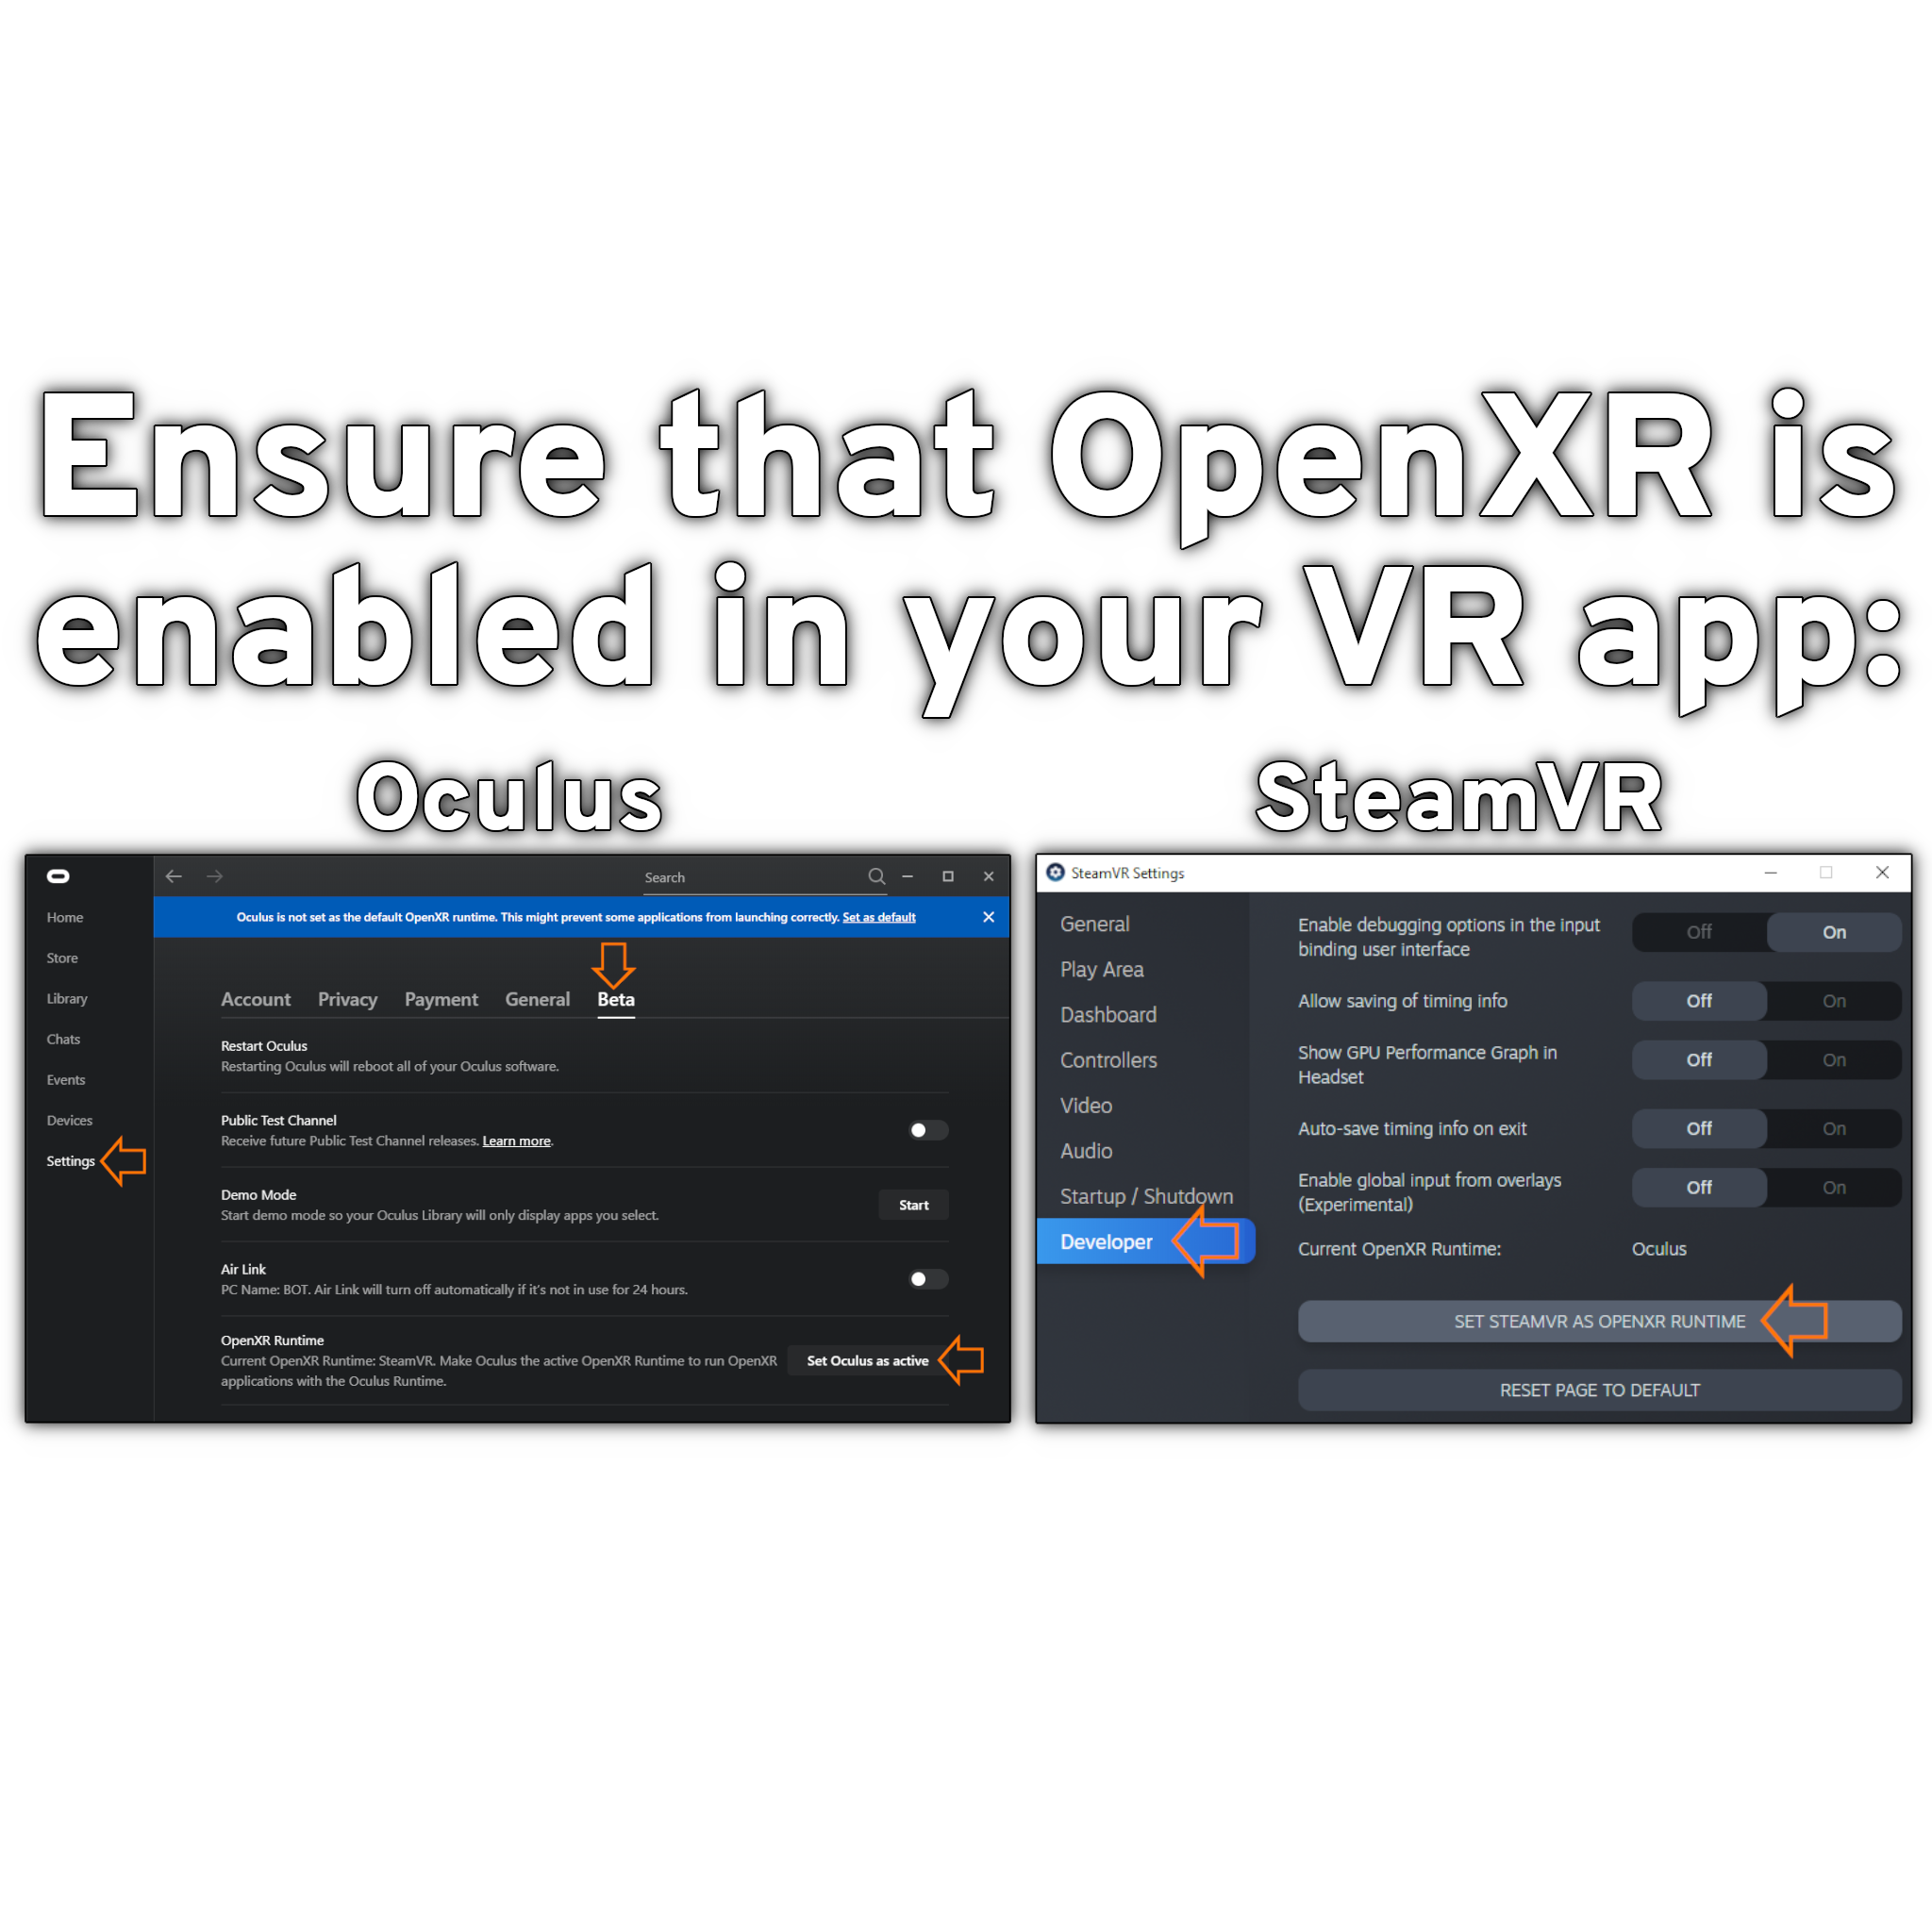 Ensure that OpenXR is
enabled in your VR app:
Oculus
Search
Home
Store
Library
Chats
Events
Devices
Settings
Oculus is not set as the default OpenXR runtime. This might prevent some applications from launching correctly. Set as default
Account Privacy Payment General Beta
Restart Oculus
Restarting Oculus will reboot all of your Oculus software.
Public Test Channel
Receive future Public Test Channel releases. Learn more.
Demo Mode
Start demo mode so your Oculus Library will only display apps you select.
Start
Air Link
PC Name: BOT. Air Link will turn off automatically if it's not in use for 24 hours.
OpenXR Runtime
Current OpenXR Runtime: SteamVR. Make Oculus the active OpenXR Runtime to run OpenXR
applications with the Oculus Runtime.
Set Oculus as active
SteamVR
SteamVR Settings
General
Play Area
Dashboard
Controllers
Video
Audio
Startup / Shutdown
Developer
Enable debugging options in the input
binding user interface
Off On
Allow saving of timing info
Off On
Show GPU Performance Graph in
Headset
Off On
Auto-save timing info on exit
Off On
Enable global input from overlays
(Experimental)
Off On
Current OpenXR Runtime: Oculus
SET STEAMVR AS OPENXR RUNTIME
RESET PAGE TO DEFAULT